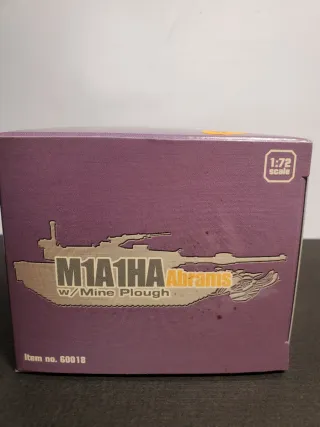 1:72
scale
M1A1HA Abrams
w/Mine Plough
Item no. 60018